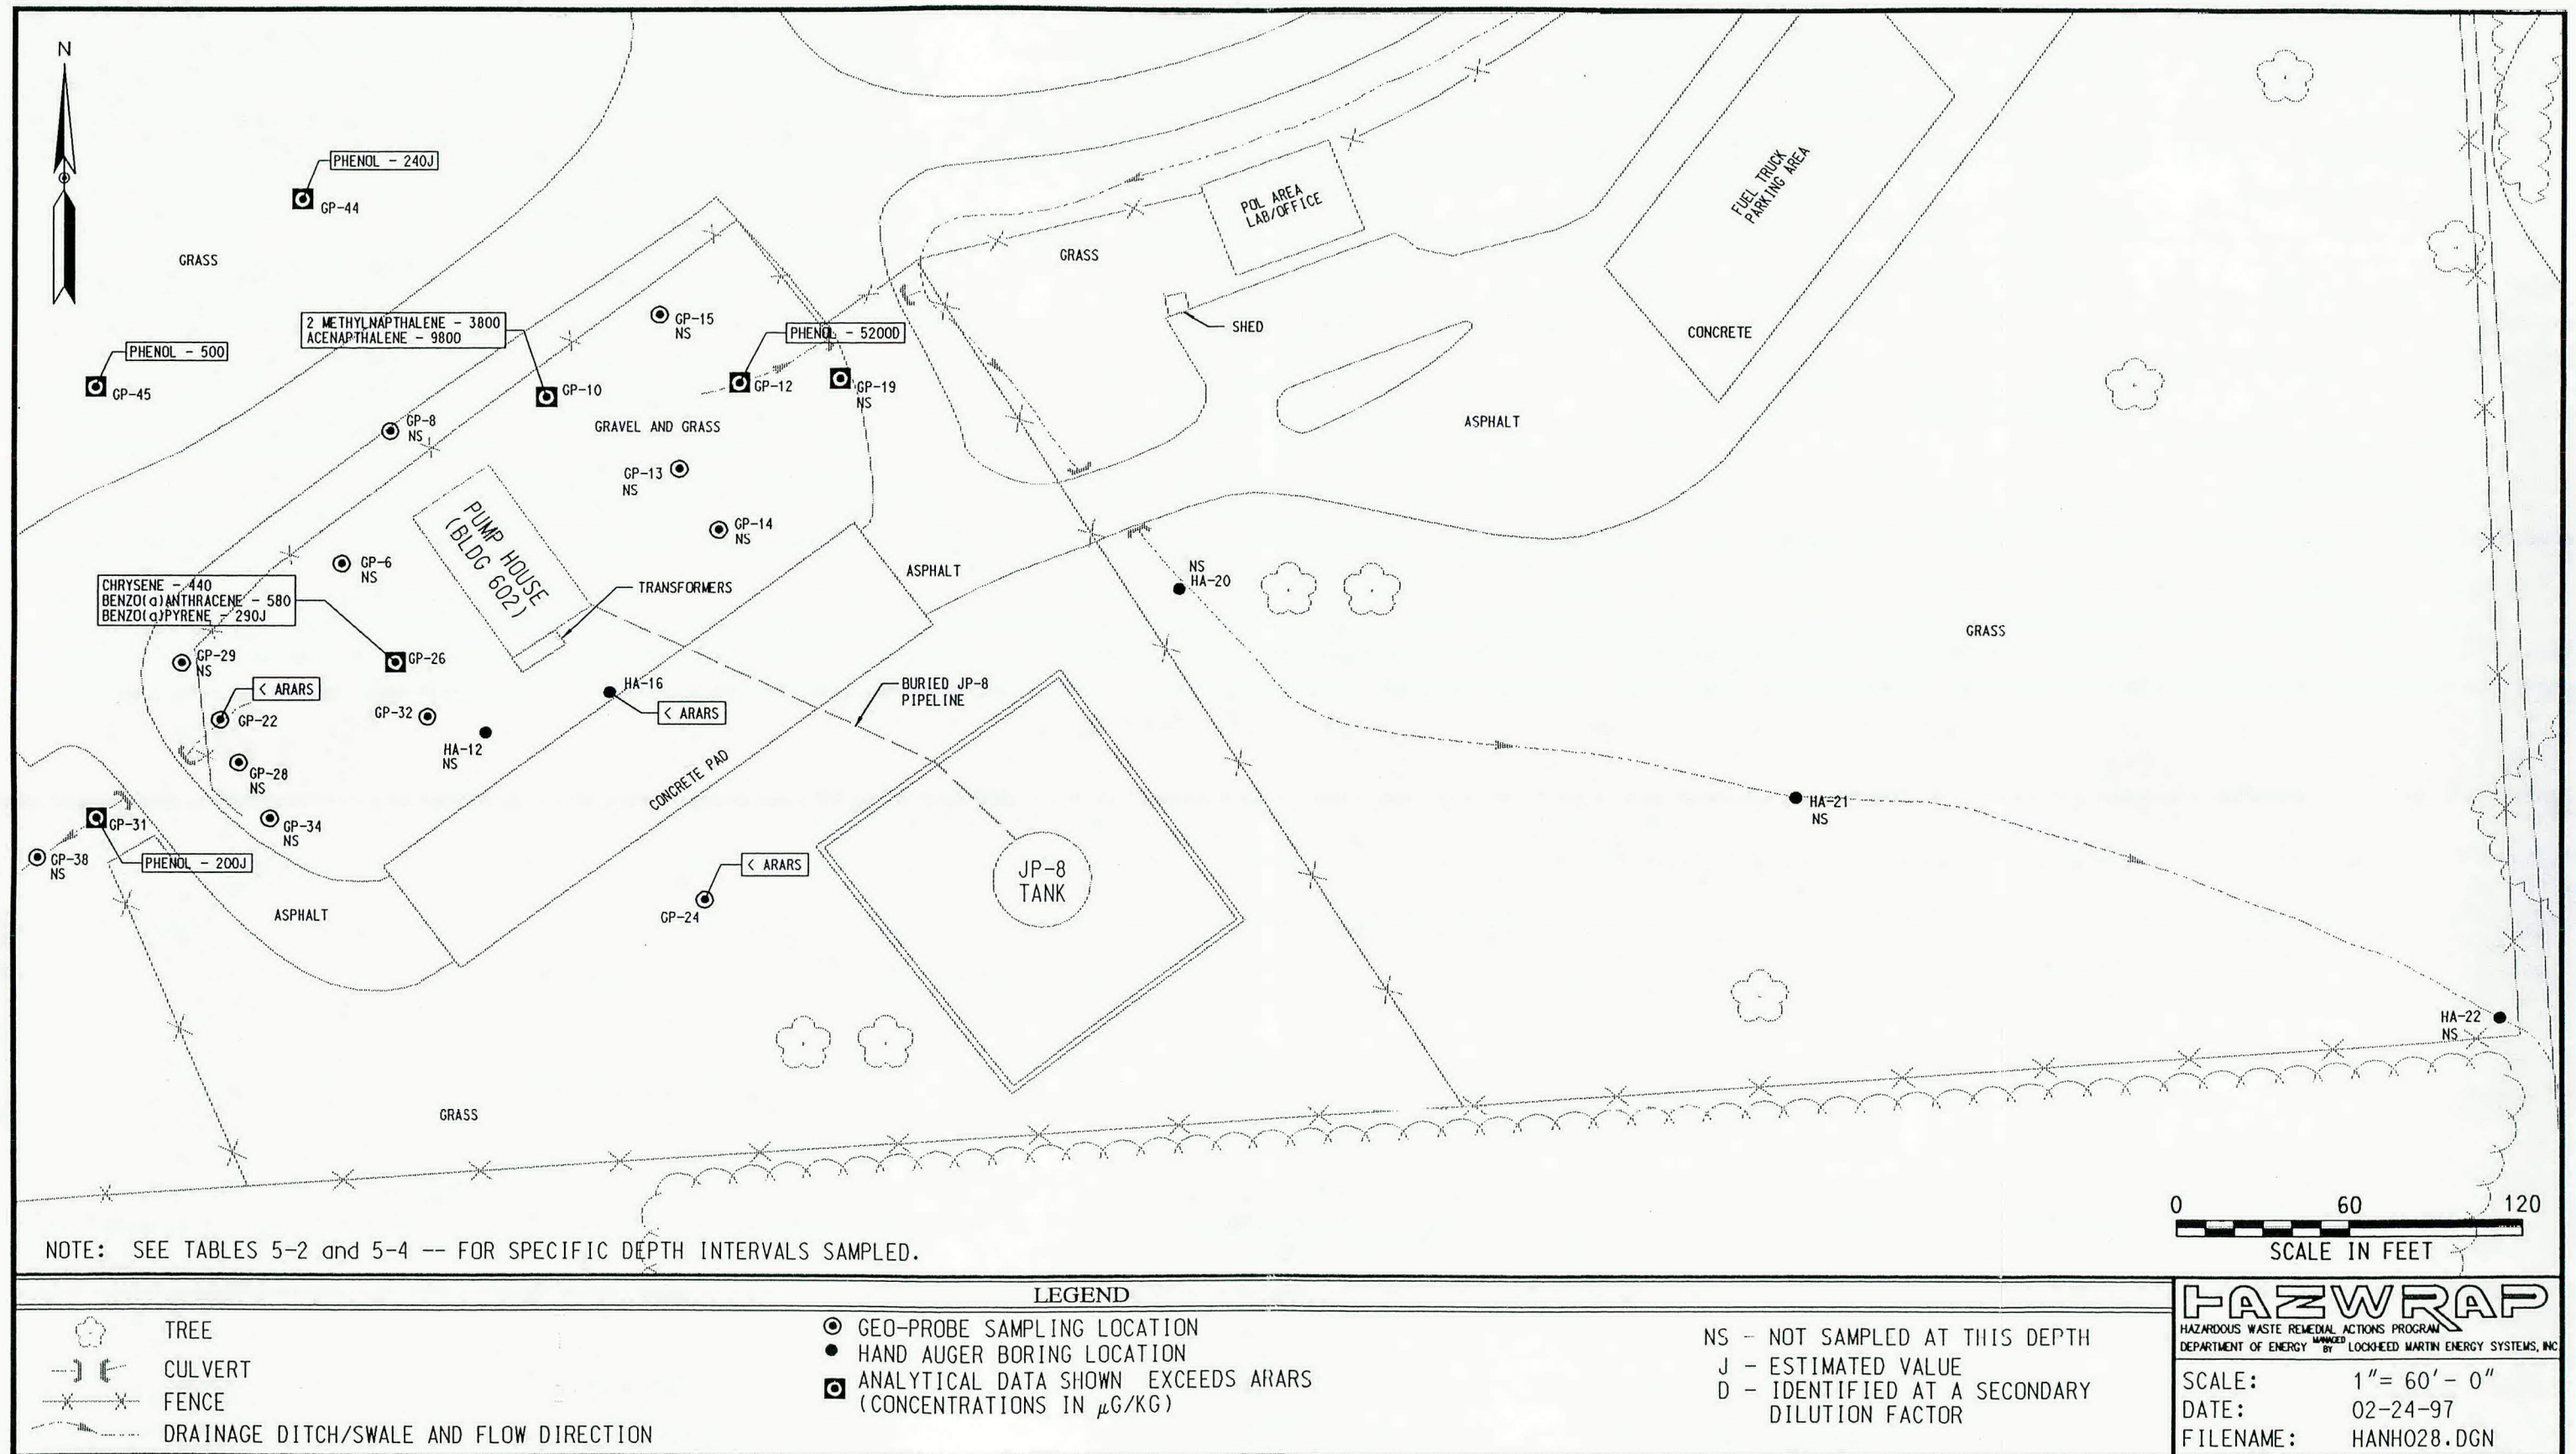 N
PHENOL - 240J
GP-44
GRASS
PHENOL - 500
GP-45
2 METHYLNAPTHALENE - 3800
ACENAPTHALENE - 9800
GP-10
GP-15
NS
PHENOL - 5200D
GP-12
GP-19
NS
GP-8
NS
GRAVEL AND GRASS
GP-13
NS
GP-14
NS
PUMP HOUSE
(BLDG 602)
GP-6
NS
CHRYSENE - 440
BENZO(a)ANTHRACENE - 580
BENZO(a)PYRENE - 290J
TRANSFORMERS
GP-29
NS
GP-26
< ARARS
GP-22
GP-32
HA-12
NS
HA-16
< ARARS
GP-28
NS
GP-34
NS
GP-31
PHENOL - 200J
GP-38
NS
ASPHALT
CONCRETE PAD
BURIED JP-8
PIPELINE
< ARARS
GP-24
JP-8
TANK
GRASS
ASPHALT
GRASS
POL AREA
LAB/OFFICE
SHED
FUEL TRUCK
PARKING AREA
CONCRETE
ASPHALT
NS
HA-20
GRASS
HA-21
NS
HA-22
NS
0 60 120
SCALE IN FEET
NOTE: SEE TABLES 5-2 and 5-4 -- FOR SPECIFIC DEPTH INTERVALS SAMPLED.
LEGEND
TREE
CULVERT
FENCE
DRAINAGE DITCH/SWALE AND FLOW DIRECTION
GEO-PROBE SAMPLING LOCATION
HAND AUGER BORING LOCATION
ANALYTICAL DATA SHOWN EXCEEDS ARARS
(CONCENTRATIONS IN µG/KG)
NS - NOT SAMPLED AT THIS DEPTH
J - ESTIMATED VALUE
D - IDENTIFIED AT A SECONDARY
DILUTION FACTOR
HAZWRAP
HAZARDOUS WASTE REMEDIAL ACTIONS PROGRAM
DEPARTMENT OF ENERGY MANAGED BY LOCKHEED MARTIN ENERGY SYSTEMS, INC
SCALE: 1"= 60'- 0"
DATE: 02-24-97
FILENAME: HANH028.DGN